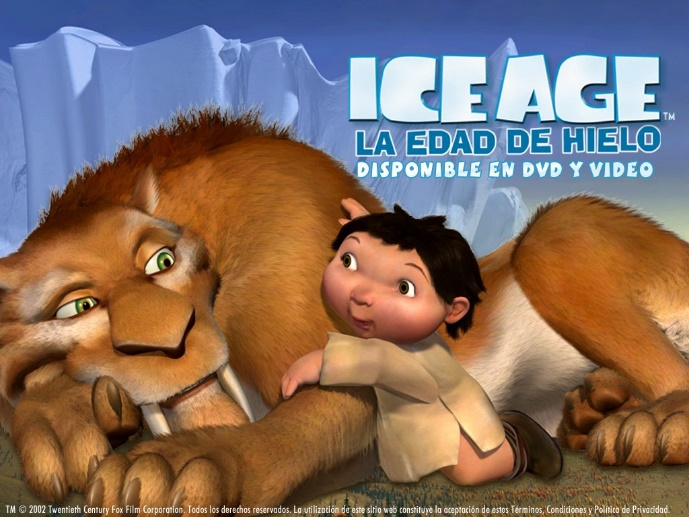 ICE AGE™
LA EDAD DE HIELO
DISPONIBLE EN DVD Y VIDEO
TM © 2002 Twentieth Century Fox Film Corporation. Todos los derechos reservados. La utilización de este sitio web constituye la aceptación de estos Términos, Condiciones y Política de Privacidad.